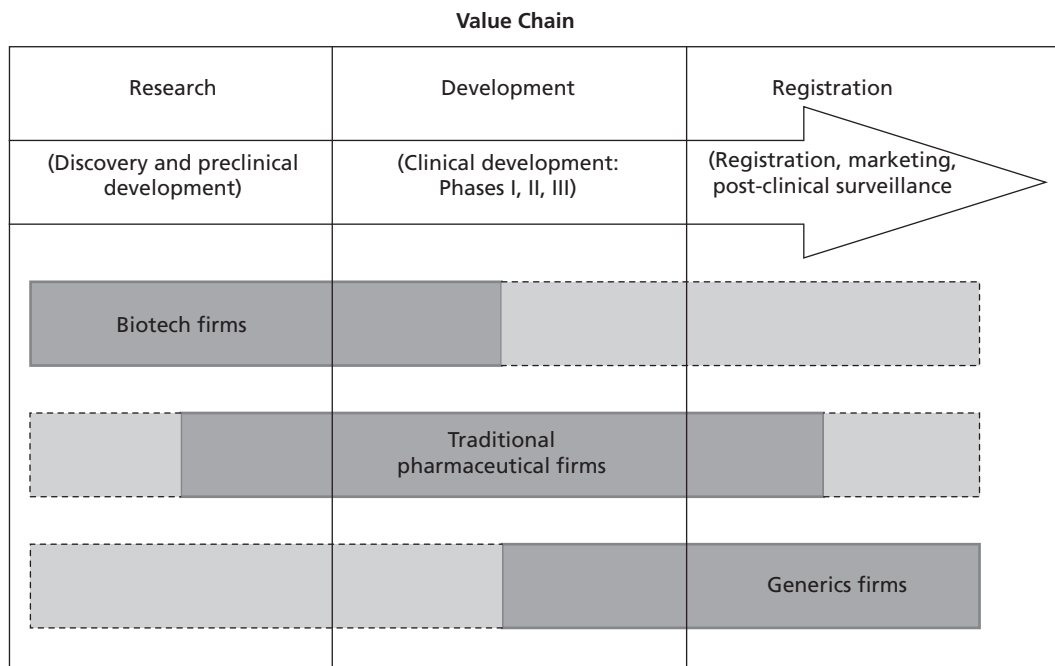 Value Chain
Research
Development
Registration
(Discovery and preclinical
development)
(Clinical development:
Phases I, II, III)
(Registration, marketing,
post-clinical surveillance
Biotech firms
Traditional
pharmaceutical firms
Generics firms